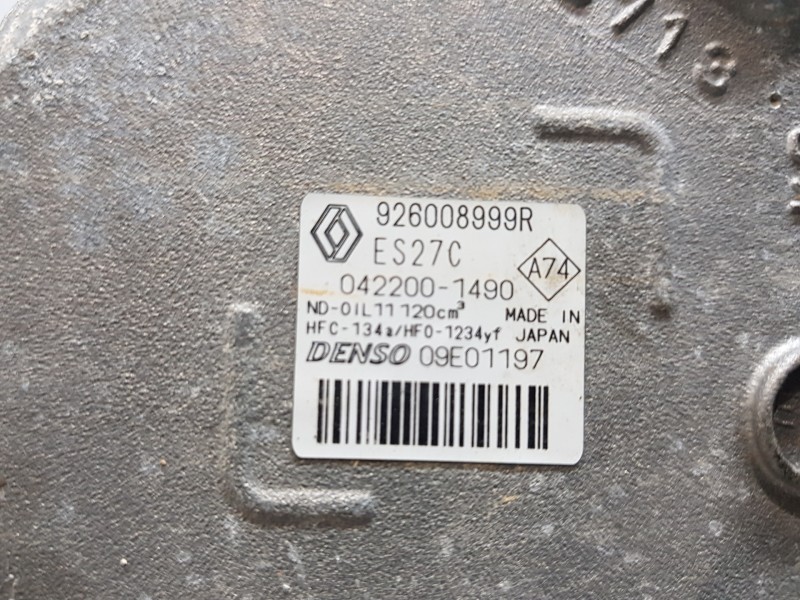 926008999R
ES27C
A74
042200-1490
ND-OIL11 120cm³ MADE IN
HFC-134a/HFO-1234yf JAPAN
DENSO 09E01197